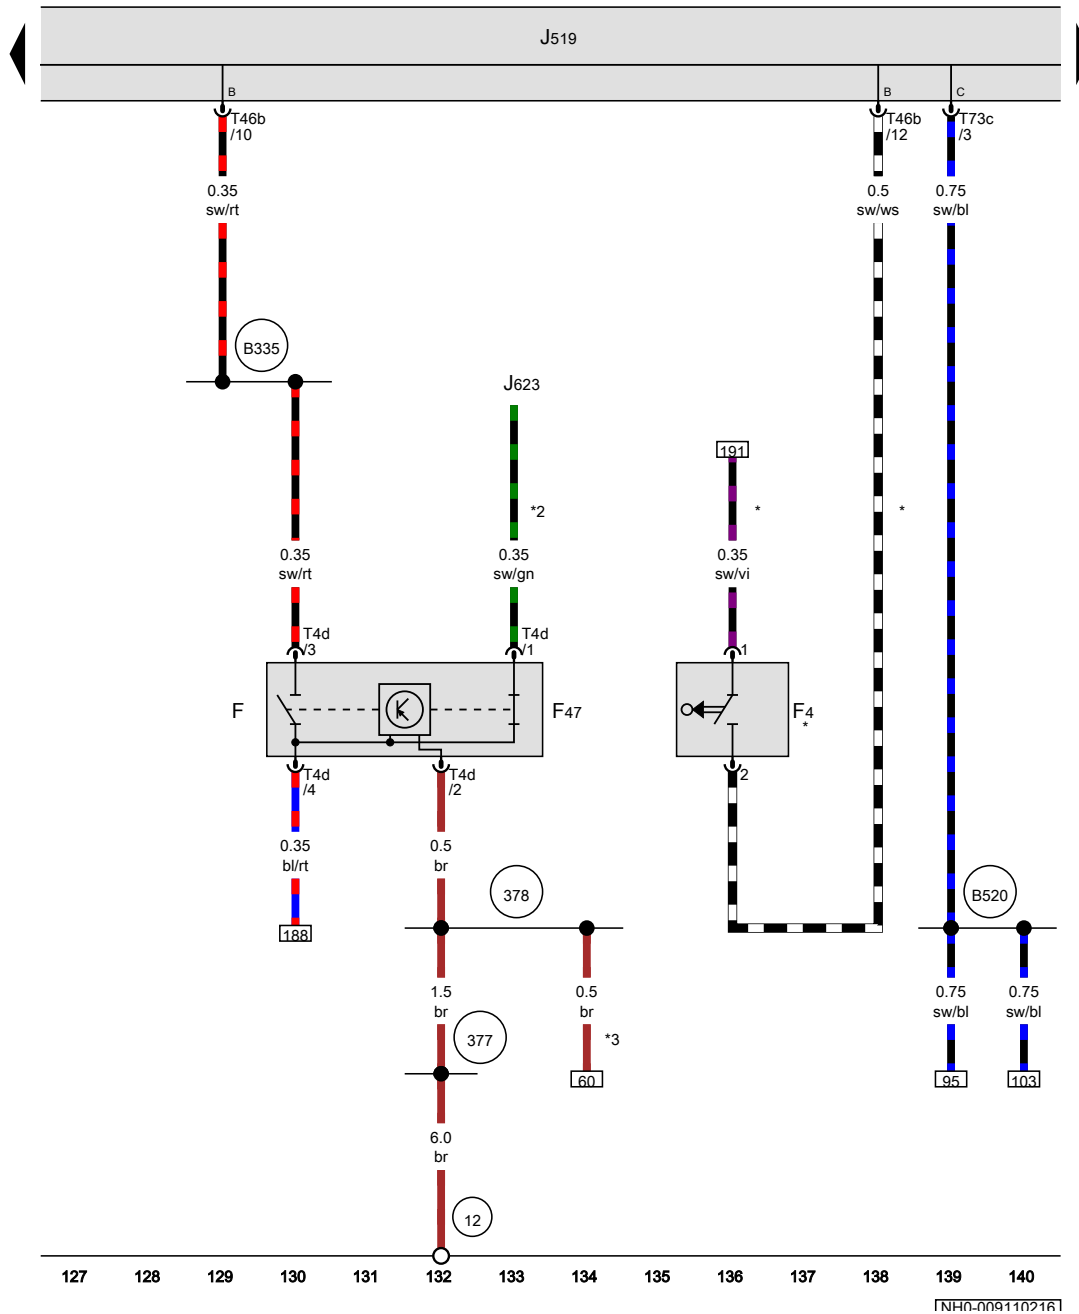 J519
B
B
C
T46b
/10
T46b
/12
T73c
/3
0.35
sw/rt
0.5
sw/ws
0.75
sw/bl
B335
J623
191
*2
*
*
0.35
sw/rt
0.35
sw/gn
0.35
sw/vi
T4d
/3
T4d
/1
1
F
F47
F4
*
T4d
/4
T4d
/2
2
0.35
bl/rt
0.5
br
378
B520
188
1.5
br
0.5
br
0.75
sw/bl
0.75
sw/bl
377
*3
60
95
103
6.0
br
12
127 128 129 130 131 132 133 134 135 136 137 138 139 140
NH0-009110216